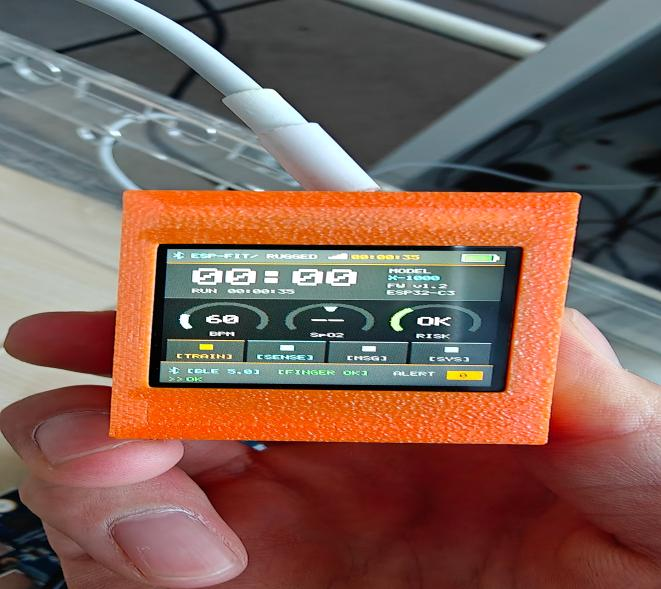 ESP-FIT/ RUGGED 00:00:35
00:00
RUN 00:00:35
MODEL
X-1000
FW v1.2
ESP32-C3
60
BPM
--
SpO2
OK
RISK
[TRAIN] [SENSE] [MSG] [SYS]
[BLE 5.0] [FINGER OK] ALERT 0
>>OK